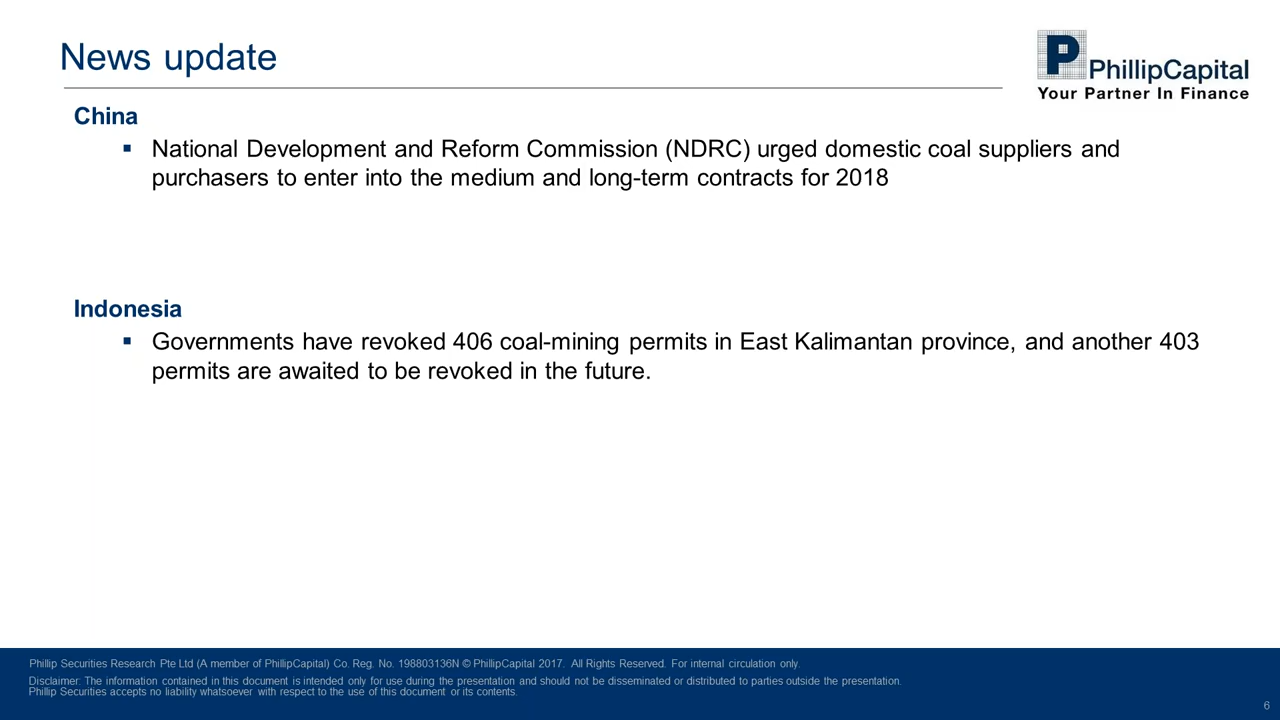 News update
P
PhillipCapital
Your Partner In Finance
China
▪ National Development and Reform Commission (NDRC) urged domestic coal suppliers and
purchasers to enter into the medium and long-term contracts for 2018
Indonesia
▪ Governments have revoked 406 coal-mining permits in East Kalimantan province, and another 403
permits are awaited to be revoked in the future.
Phillip Securities Research Pte Ltd (A member of PhillipCapital) Co. Reg. No. 198803136N © PhillipCapital 2017. All Rights Reserved. For internal circulation only.
Disclaimer: The information contained in this document is intended only for use during the presentation and should not be disseminated or distributed to parties outside the presentation.
Phillip Securities accepts no liability whatsoever with respect to the use of this document or its contents.
6